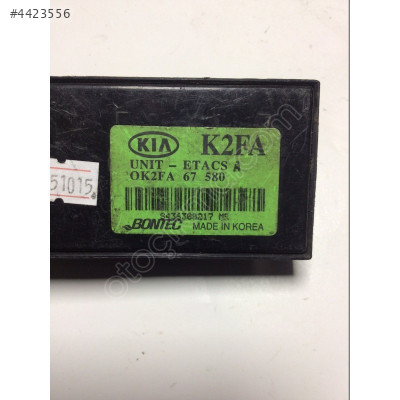 #4423556
KIA K2FA
UNIT - ETACS A
OK2FA 67 580
51015
BONTEC MADE IN KOREA